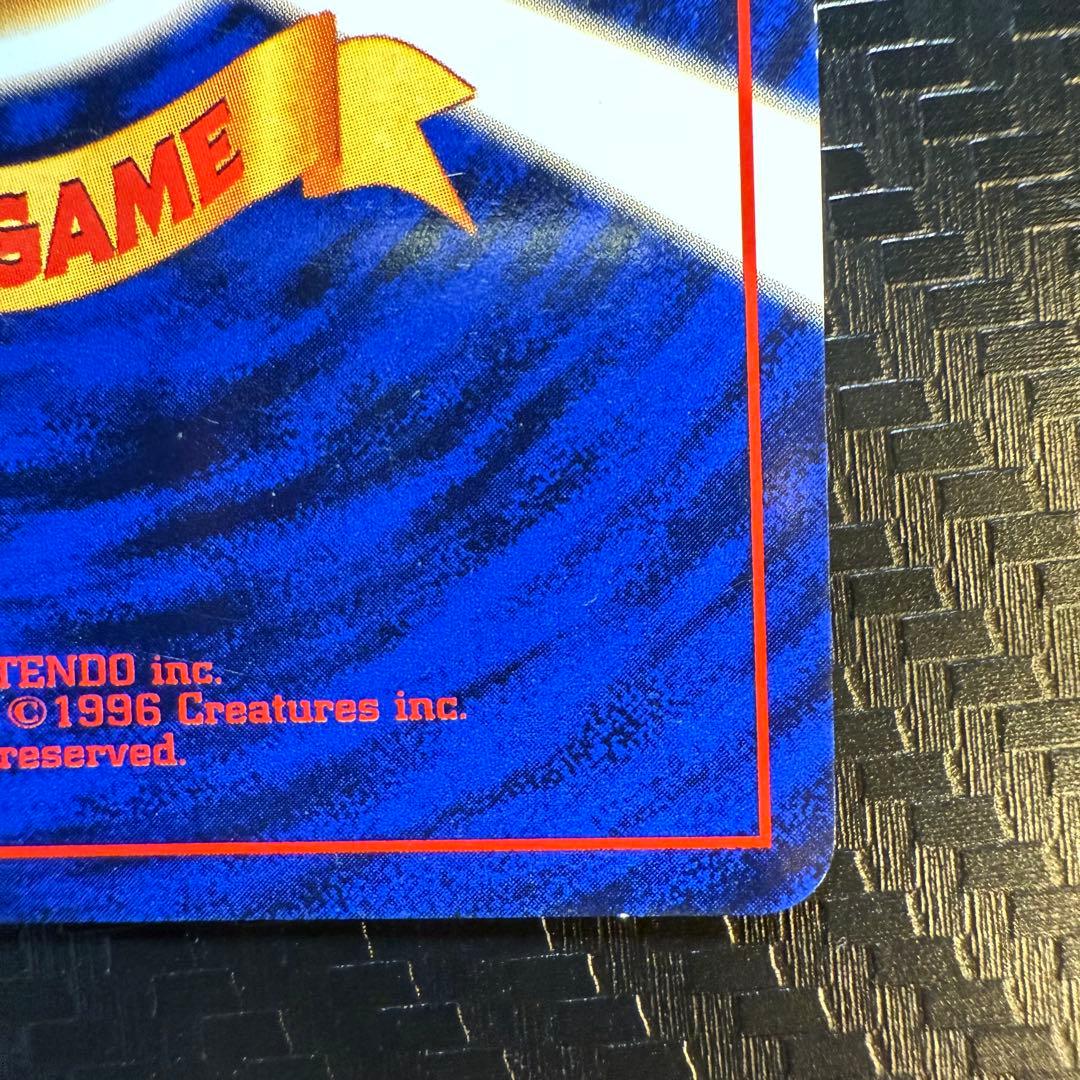 GAME
TENDO inc.
©1996 Creatures inc.
reserved.